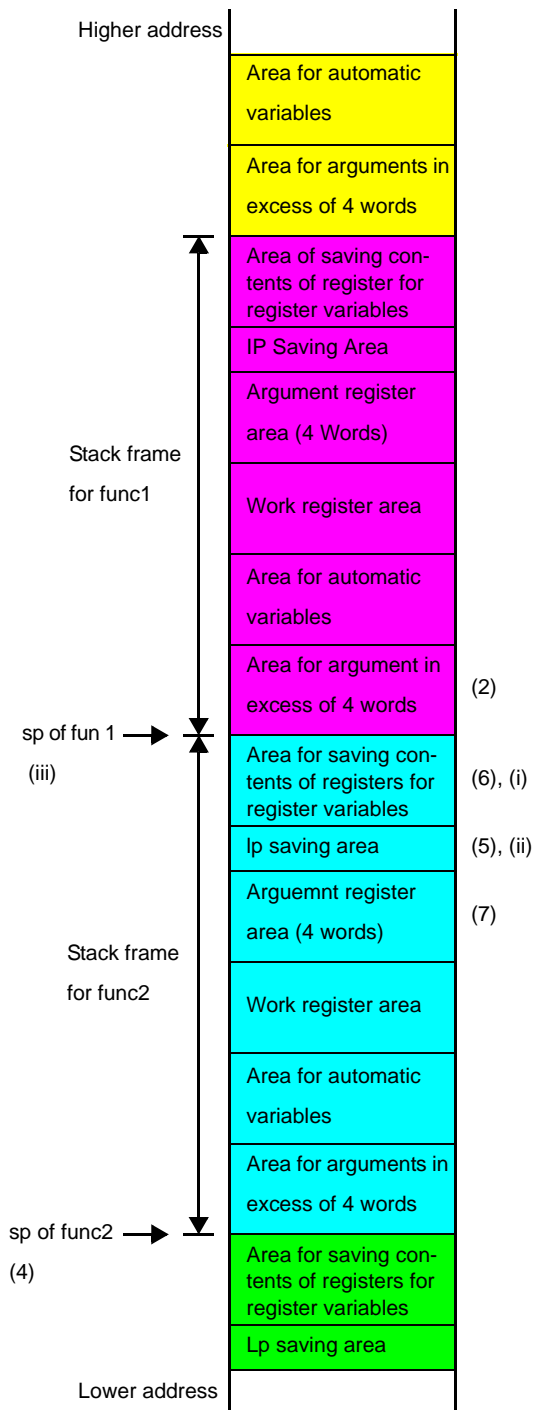 Higher address
Area for automatic
variables
Area for arguments in
excess of 4 words
Area of saving con-
tents of register for
register variables
IP Saving Area
Argument register
area (4 Words)
Stack frame
for func1
Work register area
Area for automatic
variables
Area for argument in
excess of 4 words
(2)
sp of fun 1
(iii)
Area for saving con-
tents of registers for
register variables
(6), (i)
lp saving area
(5), (ii)
Arguemnt register
area (4 words)
(7)
Stack frame
for func2
Work register area
Area for automatic
variables
Area for arguments in
excess of 4 words
sp of func2
(4)
Area for saving con-
tents of registers for
register variables
Lp saving area
Lower address